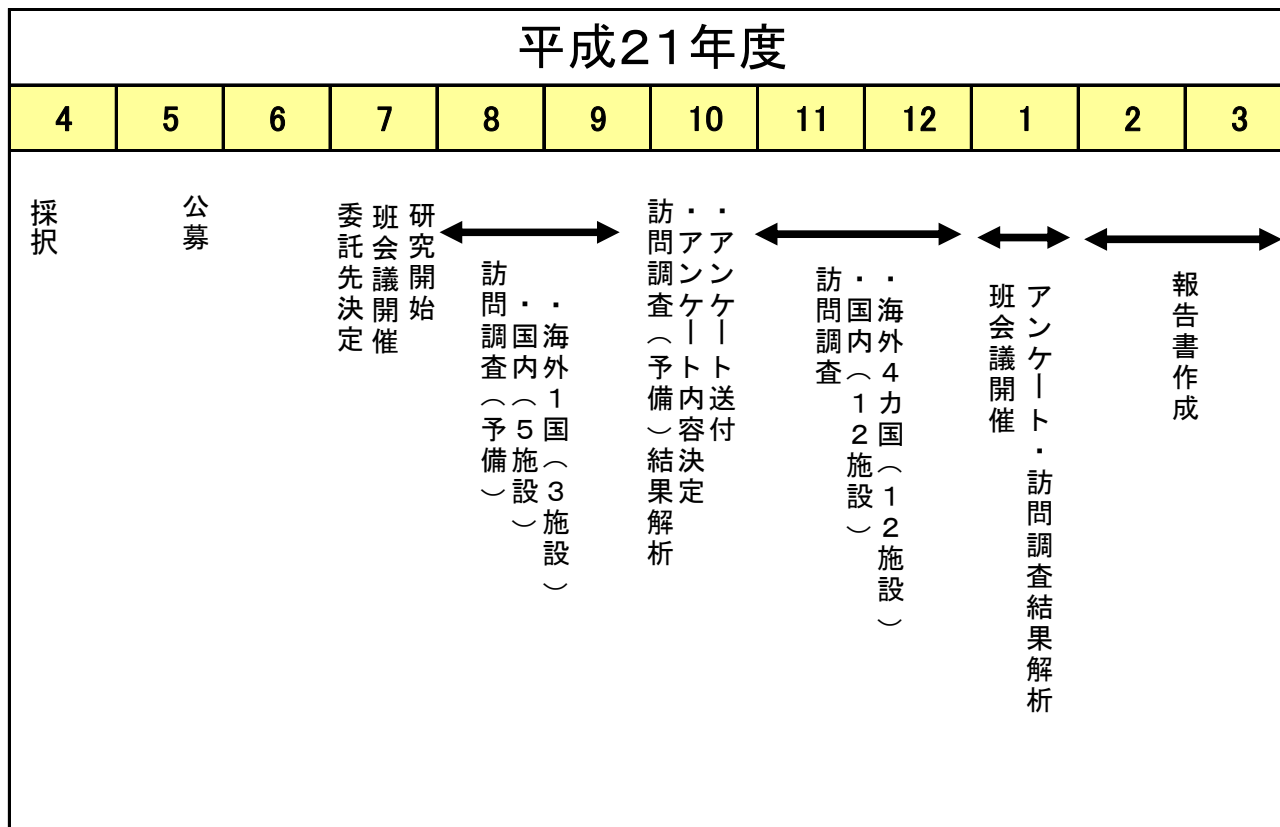 平成21年度
4 5 6 7 8 9 10 11 12 1 2 3
採択
公募
委託先決定
班会議開催
研究開始
訪問調査（予備）
・国内（5施設）
・海外1国（3施設）
訪問調査（予備）結果解析
・アンケート内容決定
・アンケート送付
訪問調査
・国内（12施設）
・海外4カ国（12施設）
班会議開催
アンケート・訪問調査結果解析
報告書作成